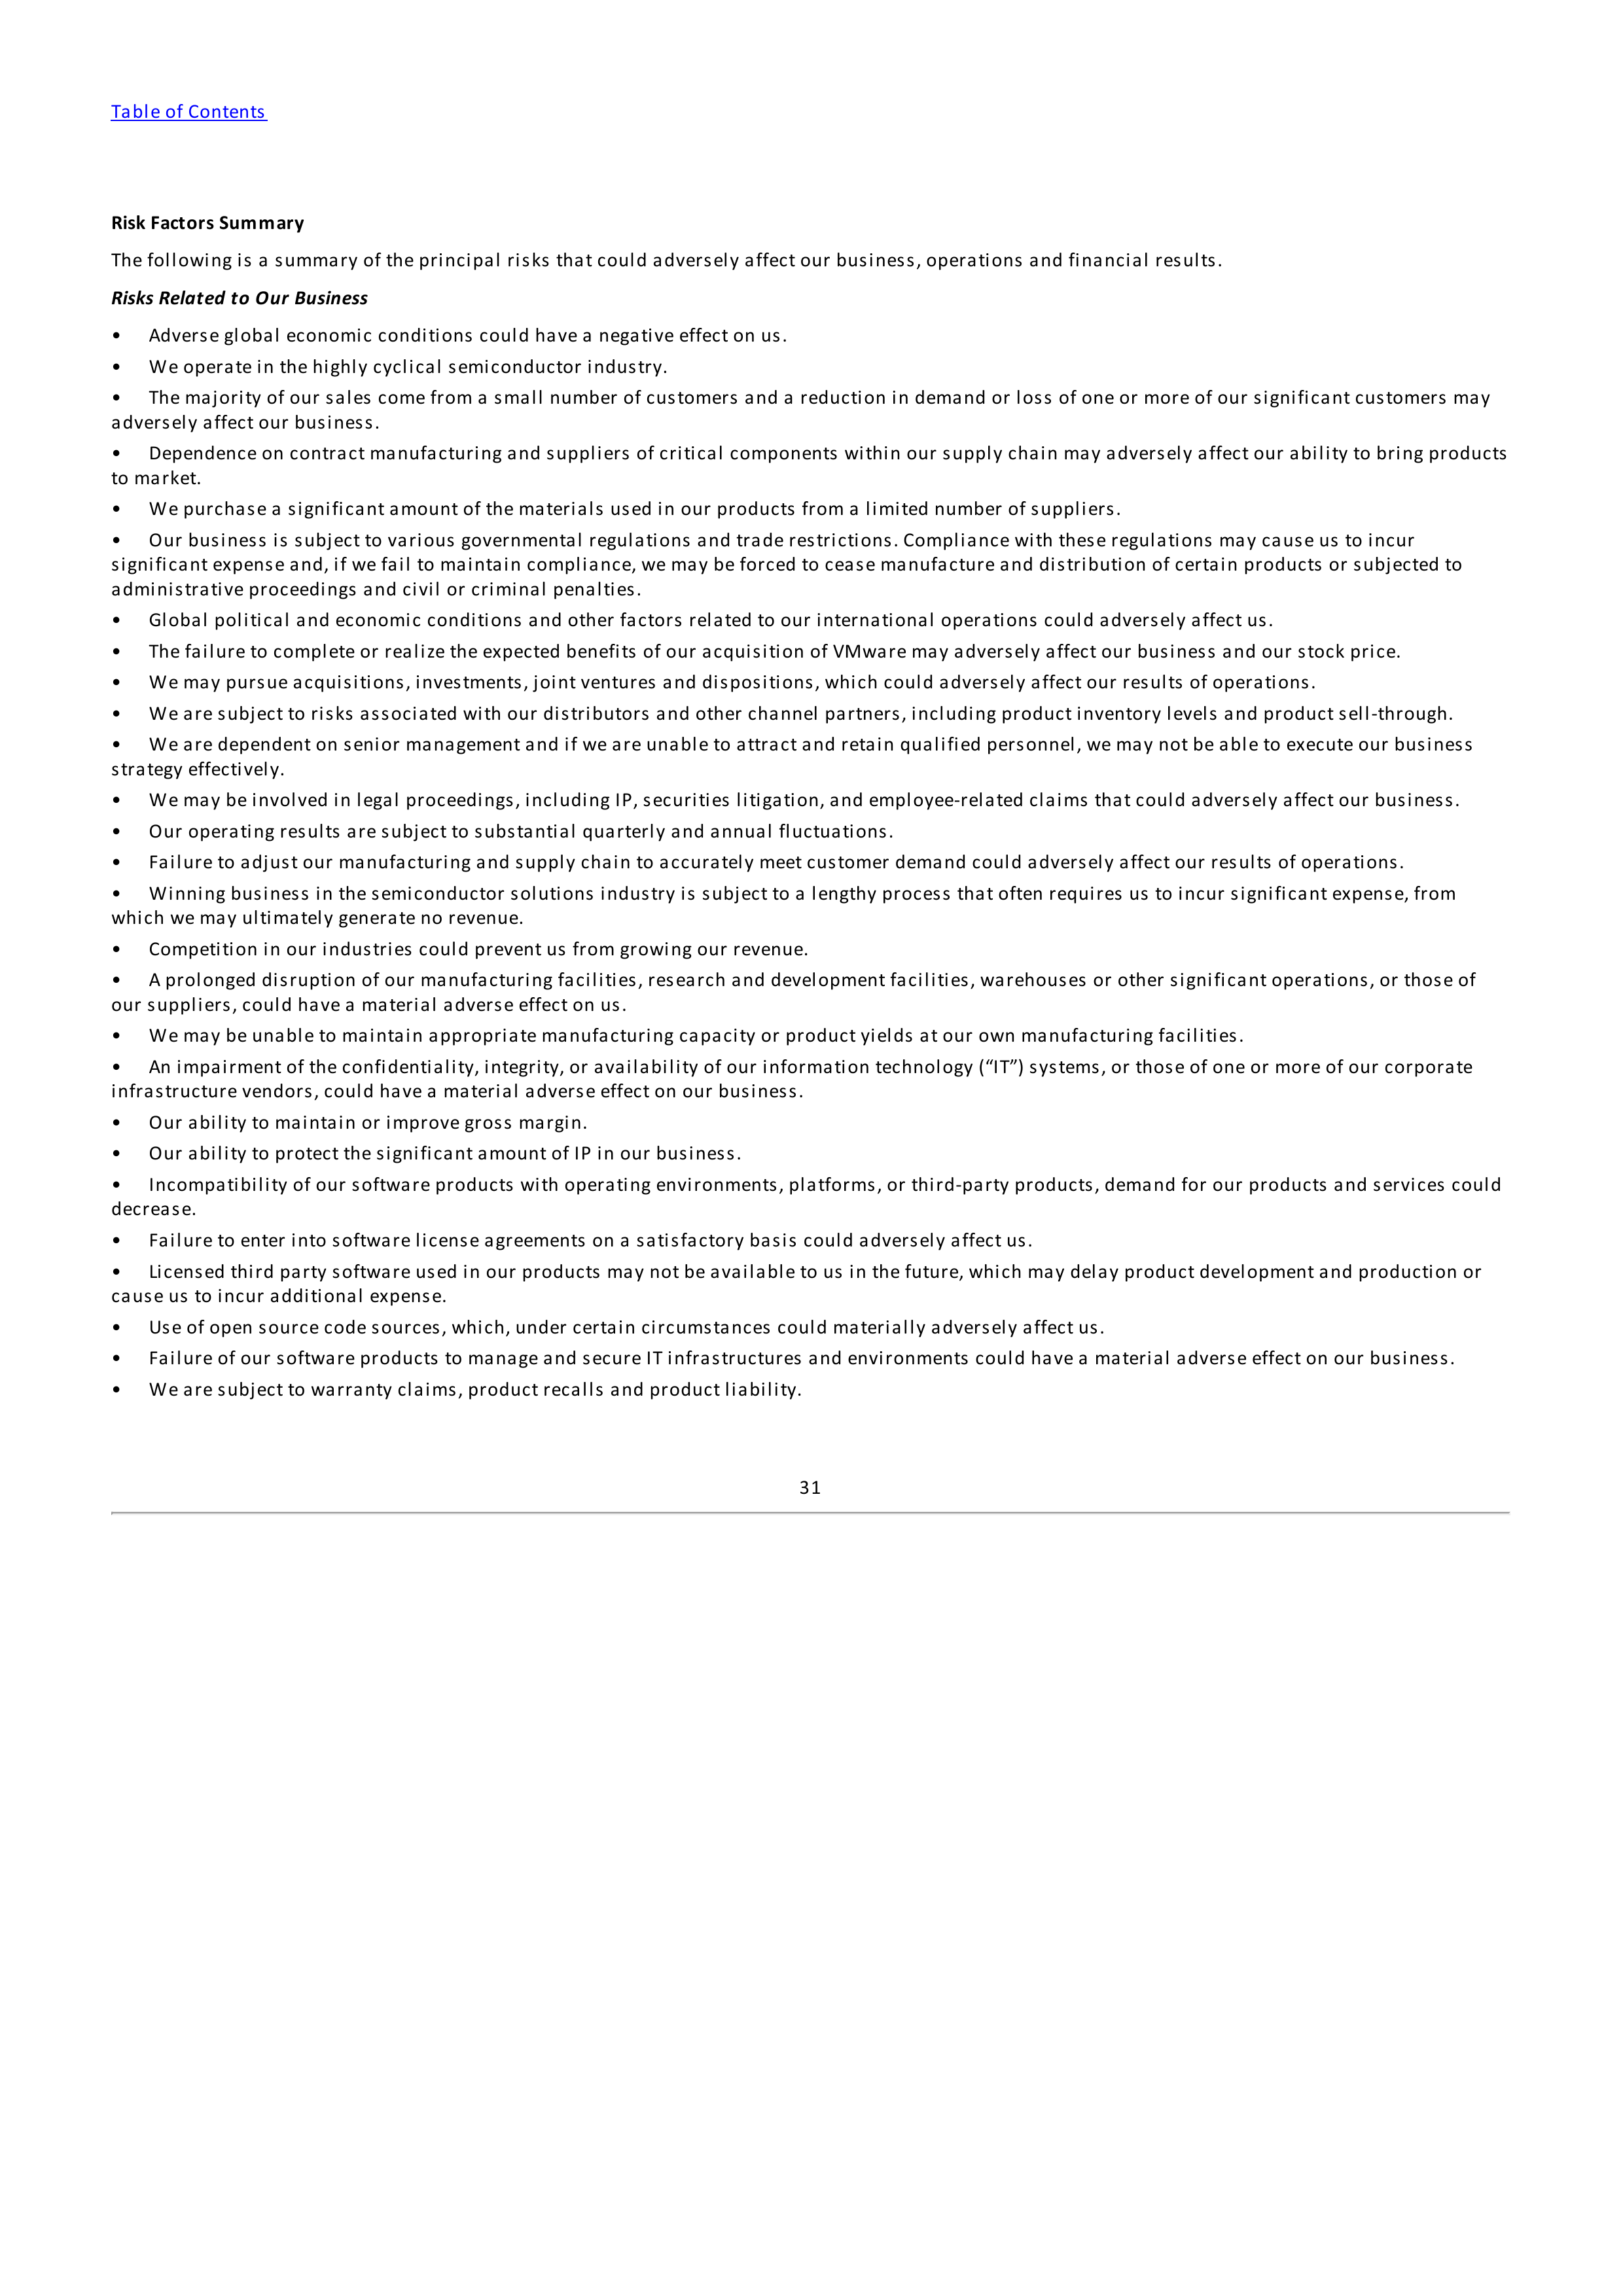 Table of Contents
Risk Factors Summary
The following is a summary of the principal risks that could adversely affect our business, operations and financial results.
Risks Related to Our Business
• Adverse global economic conditions could have a negative effect on us.
• We operate in the highly cyclical semiconductor industry.
• The majority of our sales come from a small number of customers and a reduction in demand or loss of one or more of our significant customers may
adversely affect our business.
• Dependence on contract manufacturing and suppliers of critical components within our supply chain may adversely affect our ability to bring products
to market.
• We purchase a significant amount of the materials used in our products from a limited number of suppliers.
• Our business is subject to various governmental regulations and trade restrictions. Compliance with these regulations may cause us to incur
significant expense and, if we fail to maintain compliance, we may be forced to cease manufacture and distribution of certain products or subjected to
administrative proceedings and civil or criminal penalties.
• Global political and economic conditions and other factors related to our international operations could adversely affect us.
• The failure to complete or realize the expected benefits of our acquisition of VMware may adversely affect our business and our stock price.
• We may pursue acquisitions, investments, joint ventures and dispositions, which could adversely affect our results of operations.
• We are subject to risks associated with our distributors and other channel partners, including product inventory levels and product sell-through.
• We are dependent on senior management and if we are unable to attract and retain qualified personnel, we may not be able to execute our business
strategy effectively.
• We may be involved in legal proceedings, including IP, securities litigation, and employee-related claims that could adversely affect our business.
• Our operating results are subject to substantial quarterly and annual fluctuations.
• Failure to adjust our manufacturing and supply chain to accurately meet customer demand could adversely affect our results of operations.
• Winning business in the semiconductor solutions industry is subject to a lengthy process that often requires us to incur significant expense, from
which we may ultimately generate no revenue.
• Competition in our industries could prevent us from growing our revenue.
• A prolonged disruption of our manufacturing facilities, research and development facilities, warehouses or other significant operations, or those of
our suppliers, could have a material adverse effect on us.
• We may be unable to maintain appropriate manufacturing capacity or product yields at our own manufacturing facilities.
• An impairment of the confidentiality, integrity, or availability of our information technology (“IT”) systems, or those of one or more of our corporate
infrastructure vendors, could have a material adverse effect on our business.
• Our ability to maintain or improve gross margin.
• Our ability to protect the significant amount of IP in our business.
• Incompatibility of our software products with operating environments, platforms, or third-party products, demand for our products and services could
decrease.
• Failure to enter into software license agreements on a satisfactory basis could adversely affect us.
• Licensed third party software used in our products may not be available to us in the future, which may delay product development and production or
cause us to incur additional expense.
• Use of open source code sources, which, under certain circumstances could materially adversely affect us.
• Failure of our software products to manage and secure IT infrastructures and environments could have a material adverse effect on our business.
• We are subject to warranty claims, product recalls and product liability.
31